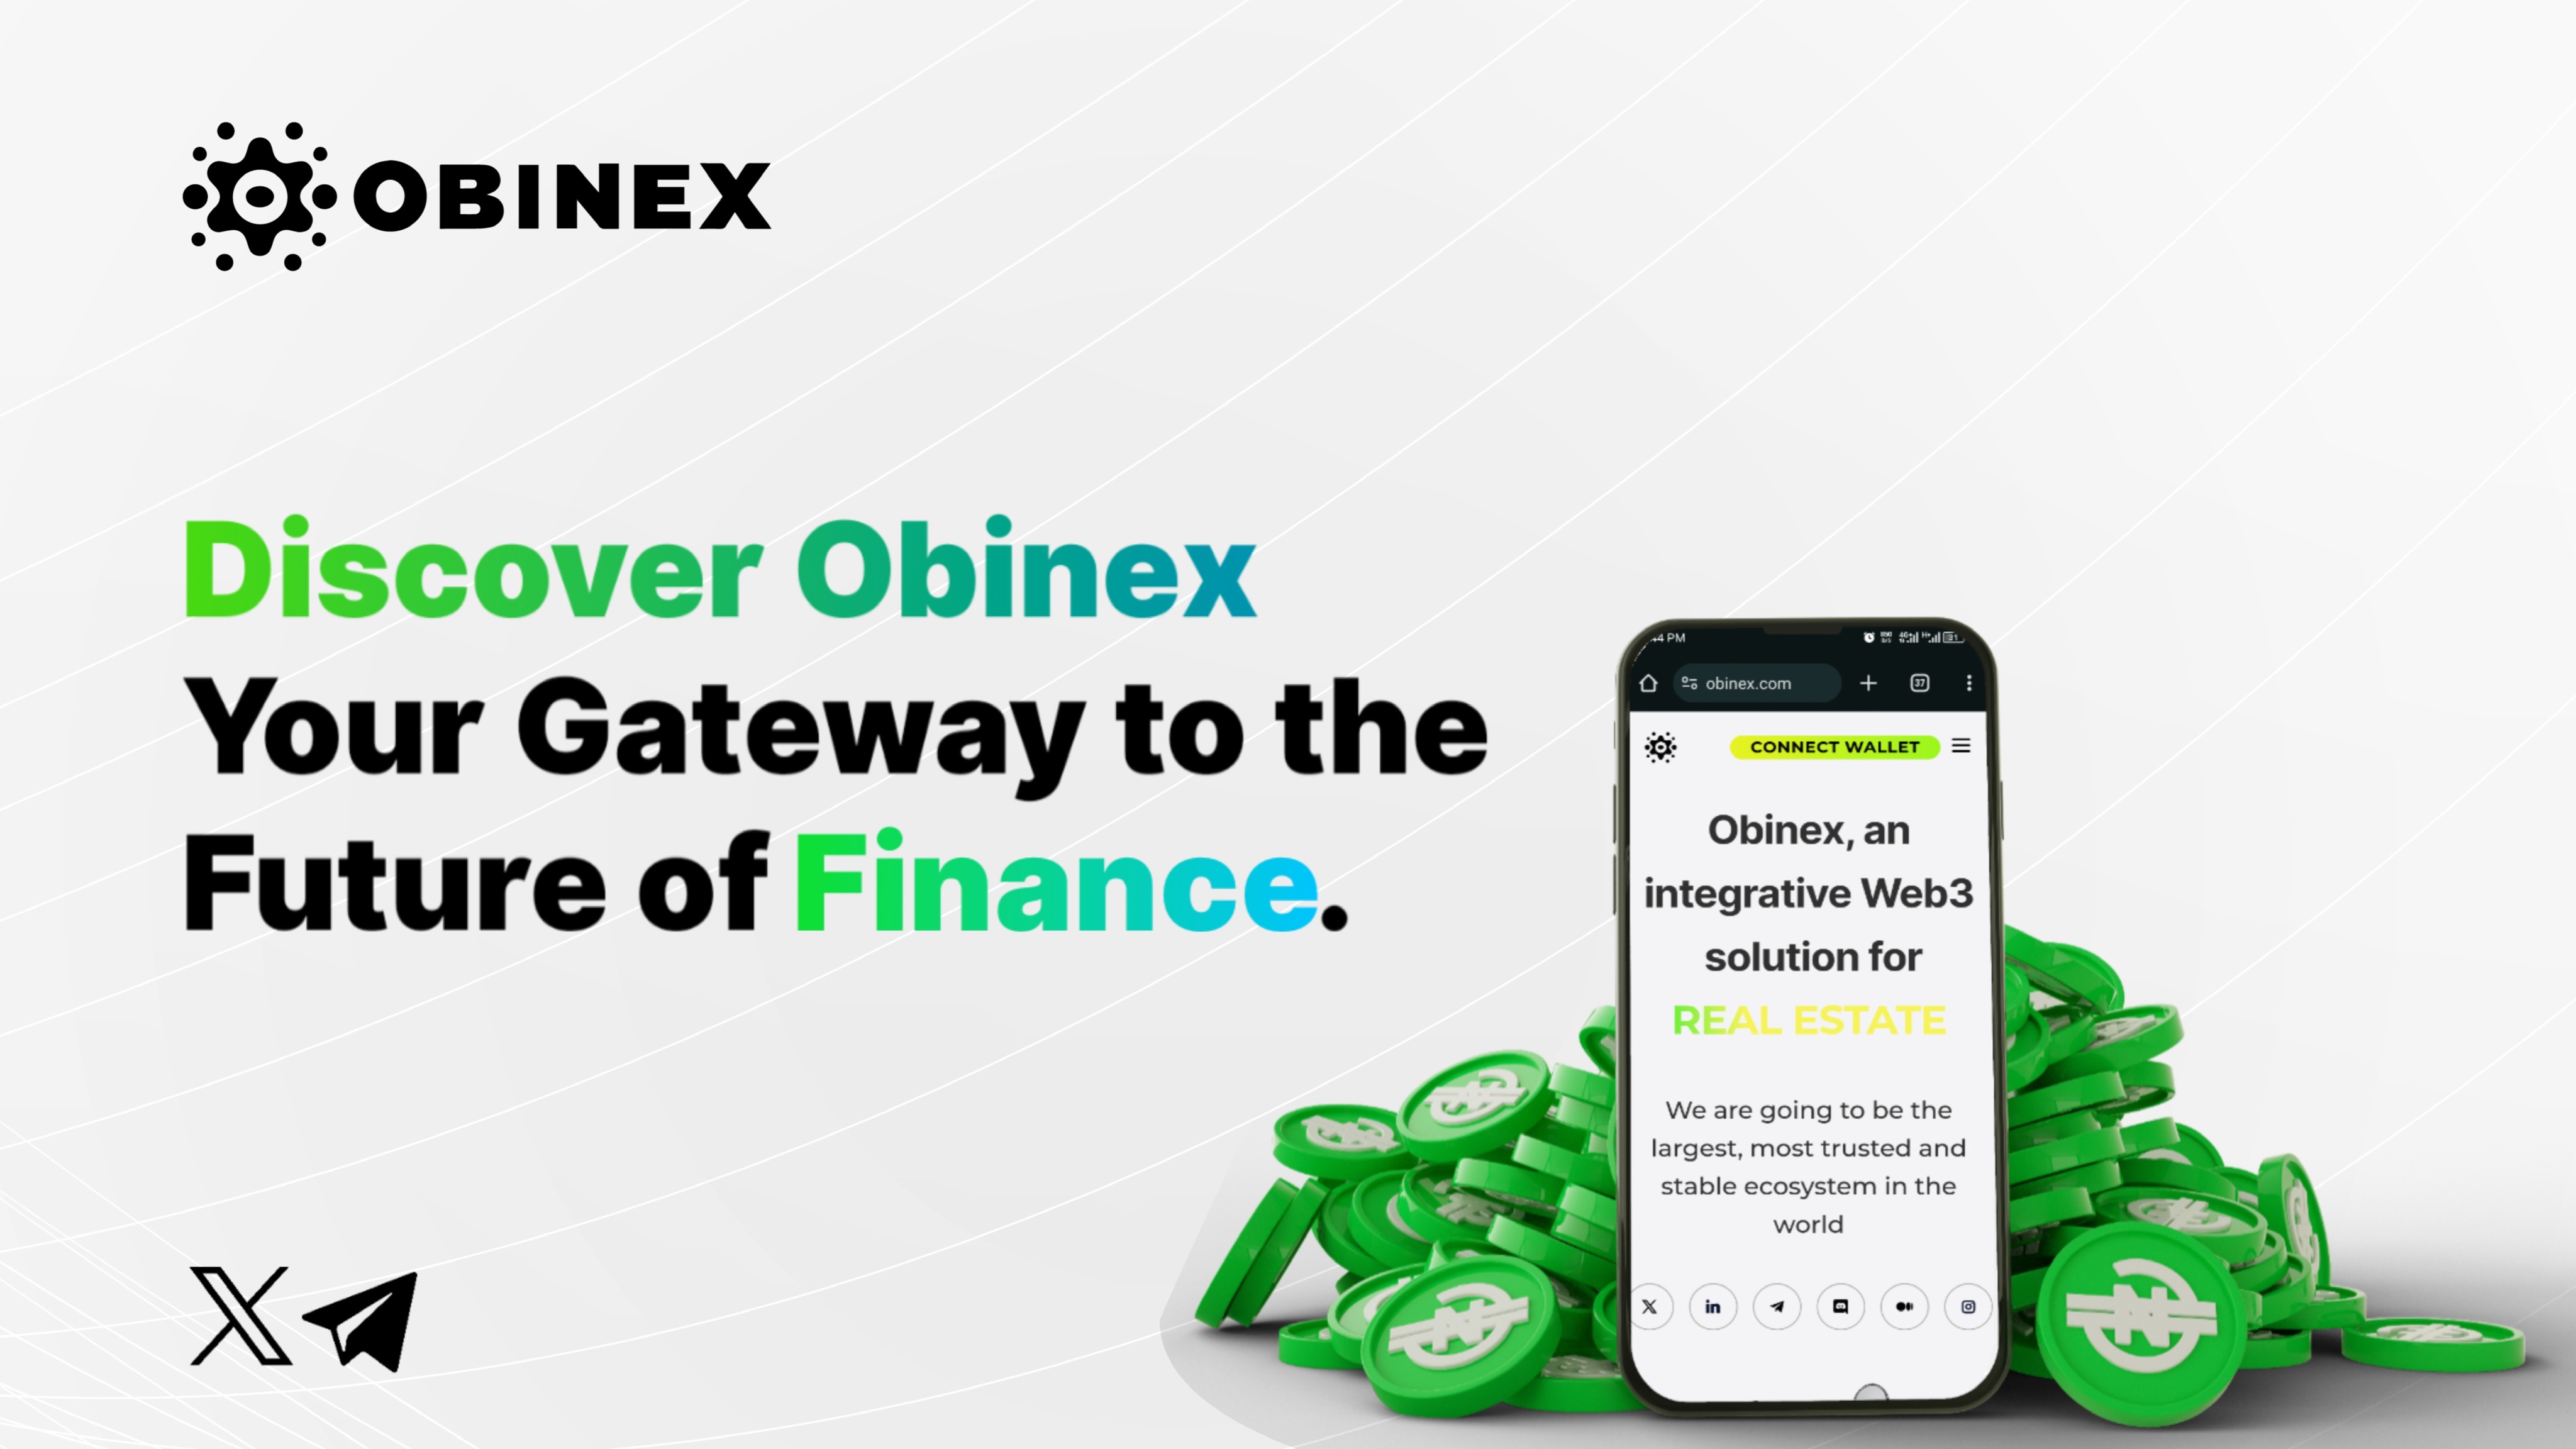 OBINEX
Discover Obinex
Your Gateway to the
Future of Finance.
44 PM
obinex.com
37
CONNECT WALLET
Obinex, an
integrative Web3
solution for
REAL ESTATE
We are going to be the
largest, most trusted and
stable ecosystem in the
world